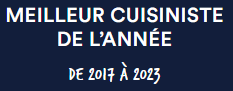 MEILLEUR CUISINISTE
DE L'ANNÉE
DE 2017 À 2023